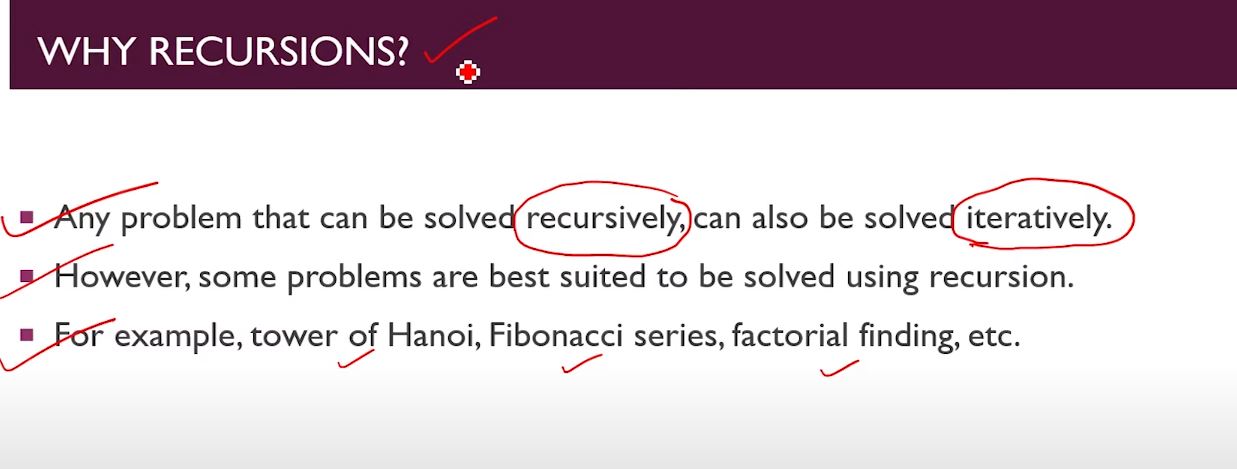 WHY RECURSIONS?
Any problem that can be solved recursively, can also be solved iteratively.
However, some problems are best suited to be solved using recursion.
For example, tower of Hanoi, Fibonacci series, factorial finding, etc.